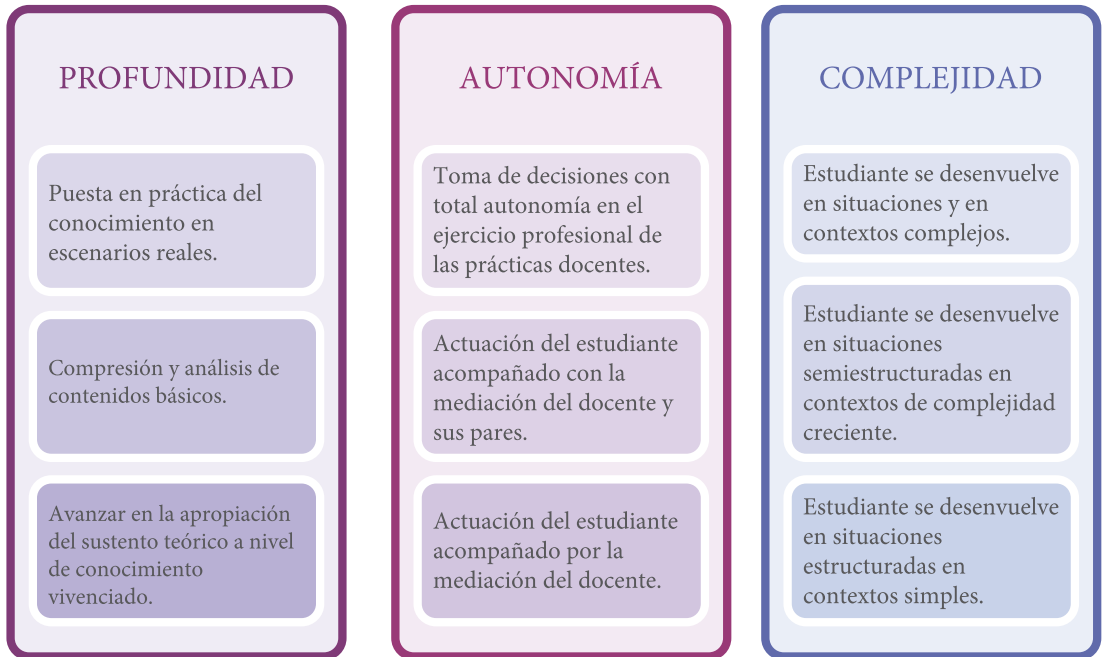 PROFUNDIDAD
Puesta en práctica del
conocimiento en
escenarios reales.
Compresión y análisis de
contenidos básicos.
Avanzar en la apropiación
del sustento teórico a nivel
de conocimiento
vivenciado.
AUTONOMÍA
Toma de decisiones con
total autonomía en el
ejercicio profesional de
las prácticas docentes.
Actuación del estudiante
acompañado con la
mediación del docente y
sus pares.
Actuación del estudiante
acompañado por la
mediación del docente.
COMPLEJIDAD
Estudiante se desenvuelve
en situaciones y en
contextos complejos.
Estudiante se desenvuelve
en situaciones
semiestructuradas en
contextos de complejidad
creciente.
Estudiante se desenvuelve
en situaciones
estructuradas en
contextos simples.